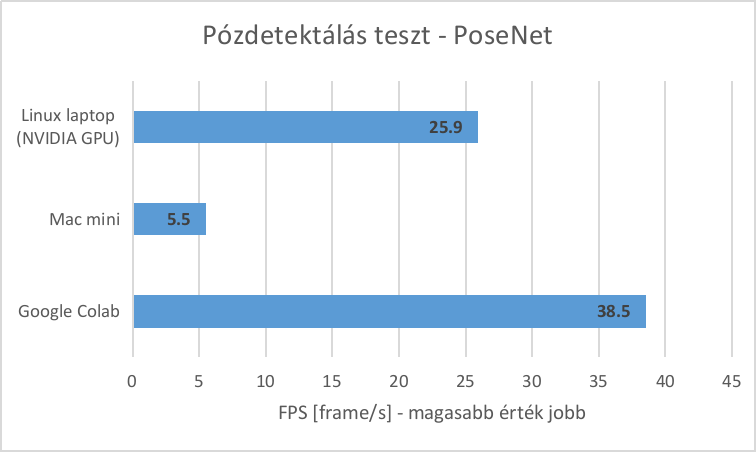 Pózdetektálás teszt - PoseNet
Linux laptop
(NVIDIA GPU)
25.9
Mac mini
5.5
Google Colab
38.5
0 5 10 15 20 25 30 35 40 45
FPS [frame/s] - magasabb érték jobb